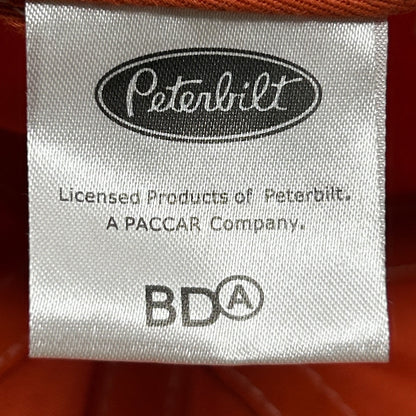 Peterbilt
Licensed Products of Peterbilt.
A PACCAR Company.
BDⒶ